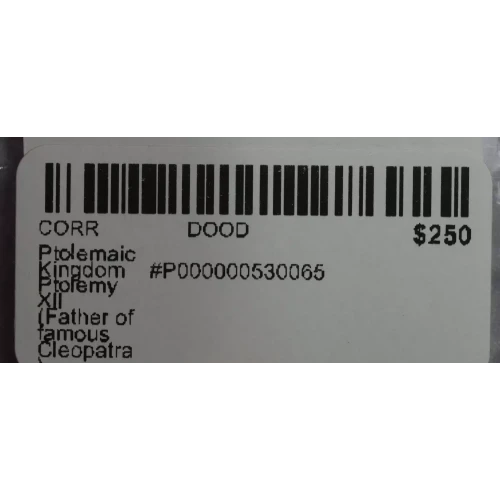 CORR DOOD $250
Ptolemaic
Kingdom #P000000530065
Ptolemy
XII
(Father of
famous
Cleopatra